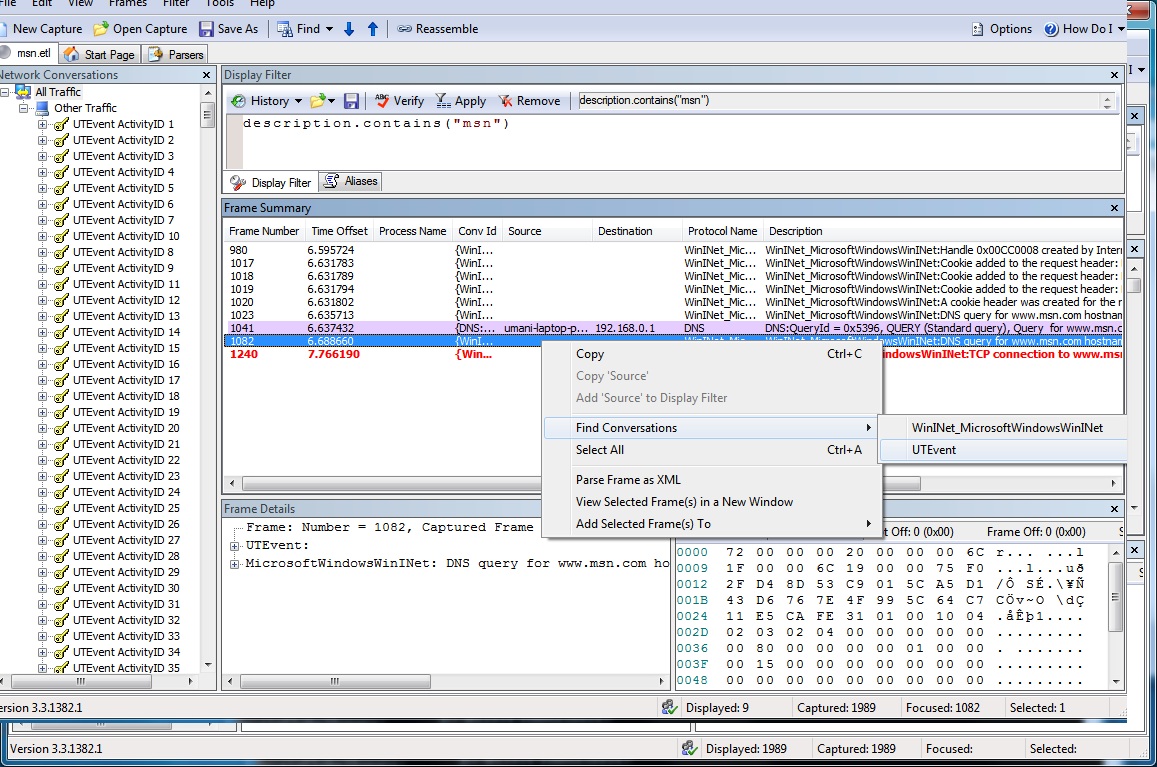 File Edit View Frames Filter Tools Help
New Capture Open Capture Save As Find Reassemble Options How Do I
msn.etl Start Page Parsers
Network Conversations
All Traffic
Other Traffic
UTEvent ActivityID 1
UTEvent ActivityID 2
UTEvent ActivityID 3
UTEvent ActivityID 4
UTEvent ActivityID 5
UTEvent ActivityID 6
UTEvent ActivityID 7
UTEvent ActivityID 10
UTEvent ActivityID 8
UTEvent ActivityID 9
UTEvent ActivityID 11
UTEvent ActivityID 12
UTEvent ActivityID 13
UTEvent ActivityID 14
UTEvent ActivityID 15
UTEvent ActivityID 16
UTEvent ActivityID 17
UTEvent ActivityID 18
UTEvent ActivityID 19
UTEvent ActivityID 20
UTEvent ActivityID 21
UTEvent ActivityID 22
UTEvent ActivityID 23
UTEvent ActivityID 24
UTEvent ActivityID 25
UTEvent ActivityID 26
UTEvent ActivityID 27
UTEvent ActivityID 28
UTEvent ActivityID 29
UTEvent ActivityID 30
UTEvent ActivityID 31
UTEvent ActivityID 32
UTEvent ActivityID 33
UTEvent ActivityID 34
UTEvent ActivityID 35
Display Filter
History Verify Apply Remove description.contains("msn")
description.contains("msn")
Display Filter Aliases
Frame Summary
Frame Number Time Offset Process Name Conv Id Source Destination Protocol Name Description
980 6.595724 {WinI... WinINet_Mic... WinINet_MicrosoftWindowsWinINet:Handle 0x00CC0008 created by Intern
1017 6.631783 {WinI... WinINet_Mic... WinINet_MicrosoftWindowsWinINet:Cookie added to the request header:
1018 6.631789 {WinI... WinINet_Mic... WinINet_MicrosoftWindowsWinINet:Cookie added to the request header:
1019 6.631794 {WinI... WinINet_Mic... WinINet_MicrosoftWindowsWinINet:Cookie added to the request header:
1020 6.631802 {WinI... WinINet_Mic... WinINet_MicrosoftWindowsWinINet:A cookie header was created for the r
1023 6.635713 {WinI... WinINet_Mic... WinINet_MicrosoftWindowsWinINet:DNS query for www.msn.com hostnam
1041 6.637432 {DNS:... umani-laptop-p... 192.168.0.1 DNS DNS:QueryId = 0x5396, QUERY (Standard query), Query for www.msn.c
1082 6.688660 {WinI... WinINet_Mic... WinINet_MicrosoftWindowsWinINet:DNS query for www.msn.com hostnam
1240 7.766190 {Win... indowsWinINet:TCP connection to www.msn
Copy Ctrl+C
Copy 'Source'
Add 'Source' to Display Filter
Find Conversations
Select All Ctrl+A
Parse Frame as XML
View Selected Frame(s) in a New Window
Add Selected Frame(s) To
WinINet_MicrosoftWindowsWinINet
UTEvent
Frame Details
Frame: Number = 1082, Captured Frame
UTEvent:
MicrosoftWindowsWinINet: DNS query for www.msn.com ho
t Off: 0 (0x00) Frame Off: 0 (0x00)
0000 72 00 00 00 20 00 00 00 6C r... ...l
0009 1F 00 00 6C 19 00 00 75 F0 ...l...uð
0012 2F D4 8D 53 C9 01 5C A5 D1 /Ô SÉ.\¥Ñ
001B 43 D6 76 7E 4F 99 5C 64 C7 CÖv~O \dÇ
0024 11 E5 CA FE 31 01 00 10 04 .åÊþ1....
002D 02 03 02 04 00 00 00 00 00 .........
0036 00 80 00 00 00 00 01 00 00 . .......
003F 00 15 00 00 00 00 00 00 00 .........
0048 00 00 00 00 00 00 00 00 00 .........
ersion 3.3.1382.1 Displayed: 9 Captured: 1989 Focused: 1082 Selected: 1
Version 3.3.1382.1 Displayed: 1989 Captured: 1989 Focused: Selected: